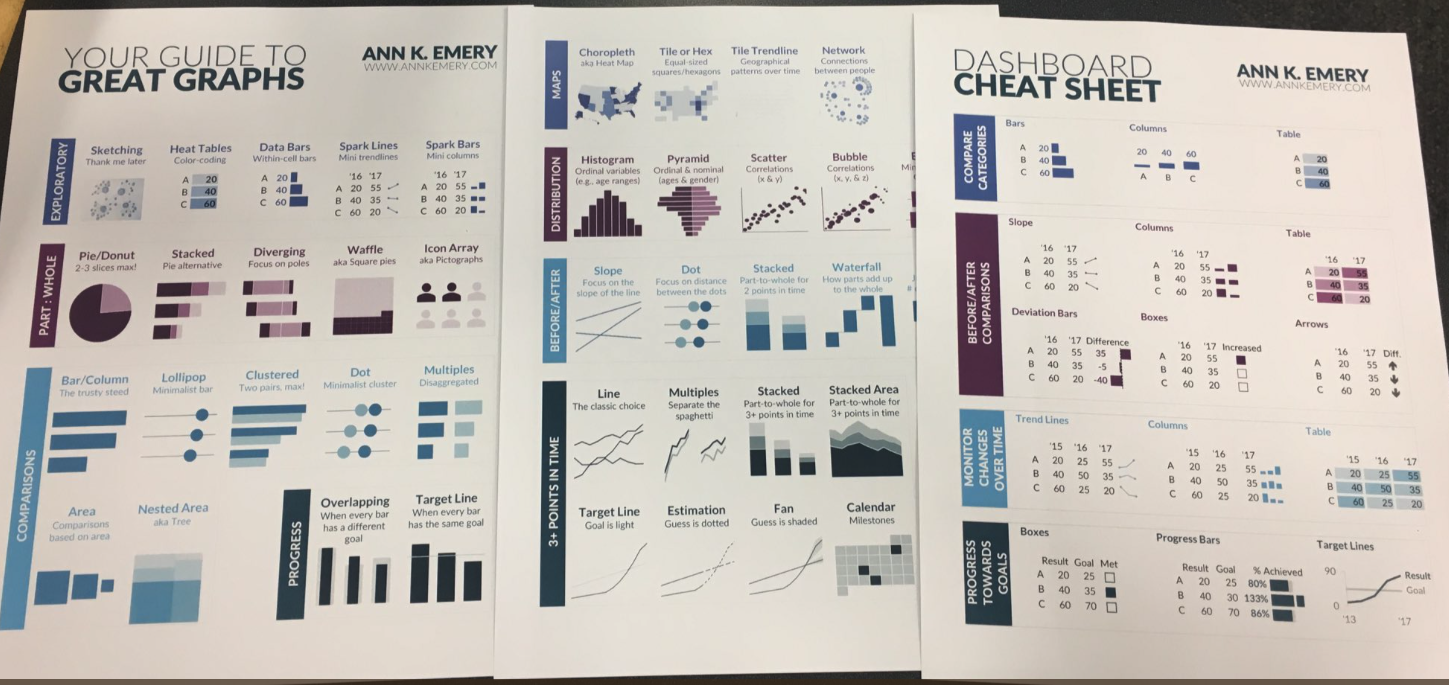 YOUR GUIDE TO
GREAT GRAPHS
ANN K. EMERY
WWW.ANNKEMERY.COM
EXPLORATORY
Sketching
Thank me later
Heat Tables
Color-coding
A 20
B 40
C 60
Data Bars
Within-cell bars
A 20
B 40
C 60
Spark Lines
Mini trendlines
'16 '17
A 20 55
B 40 35
C 60 20
Spark Bars
Mini columns
'16 '17
A 20 55
B 40 35
C 60 20
PART : WHOLE
Pie/Donut
2-3 slices max!
Stacked
Pie alternative
Diverging
Focus on poles
Waffle
aka Square pies
Icon Array
aka Pictographs
COMPARISONS
Bar/Column
The trusty steed
Lollipop
Minimalist bar
Clustered
Two pairs, max!
Dot
Minimalist cluster
Multiples
Disaggregated
Area
Comparisons
based on area
Nested Area
aka Tree
PROGRESS
Overlapping
When every bar
has a different
goal
Target Line
When every bar
has the same goal
MAPS
Choropleth
aka Heat Map
Tile or Hex
Equal-sized
squares/hexagons
Tile Trendline
Geographical
patterns over time
Network
Connections
between people
DISTRIBUTION
Histogram
Ordinal variables
(e.g., age ranges)
Pyramid
Ordinal & nominal
(ages & gender)
Scatter
Correlations
(x & y)
Bubble
Correlations
(x, y, & z)
BEFORE/AFTER
Slope
Focus on the
slope of the line
Dot
Focus on distance
between the dots
Stacked
Part-to-whole for
2 points in time
Waterfall
How parts add up
to the whole
3+ POINTS IN TIME
Line
The classic choice
Multiples
Separate the
spaghetti
Stacked
Part-to-whole for
3+ points in time
Stacked Area
Part-to-whole for
3+ points in time
Target Line
Goal is light
Estimation
Guess is dotted
Fan
Guess is shaded
Calendar
Milestones
DASHBOARD
CHEAT SHEET
ANN K. EMERY
WWW.ANNKEMERY.COM
COMPARE
CATEGORIES
Bars
A 20
B 40
C 60
Columns
20 40 60
A B C
Table
A 20
B 40
C 60
BEFORE/AFTER
COMPARISONS
Slope
'16 '17
A 20 55
B 40 35
C 60 20
Columns
'16 '17
A 20 55
B 40 35
C 60 20
Table
'16 '17
A 20 55
B 40 35
C 60 20
Deviation Bars
'16 '17 Difference
A 20 55 35
B 40 35 -5
C 60 20 -40
Boxes
'16 '17 Increased
A 20 55
B 40 35
C 60 20
Arrows
'16 '17 Diff.
A 20 55
B 40 35
C 60 20
MONITOR
CHANGES
OVER TIME
Trend Lines
'15 '16 '17
A 20 25 55
B 40 50 35
C 60 25 20
Columns
'15 '16 '17
A 20 25 55
B 40 50 35
C 60 25 20
Table
'15 '16 '17
A 20 25 55
B 40 50 35
C 60 25 20
PROGRESS
TOWARDS
GOALS
Boxes
Result Goal Met
A 20 25
B 40 35
C 60 70
Progress Bars
Result Goal % Achieved
A 20 25 80%
B 40 30 133%
C 60 70 86%
Target Lines
90
0
'13 '17
Result
Goal